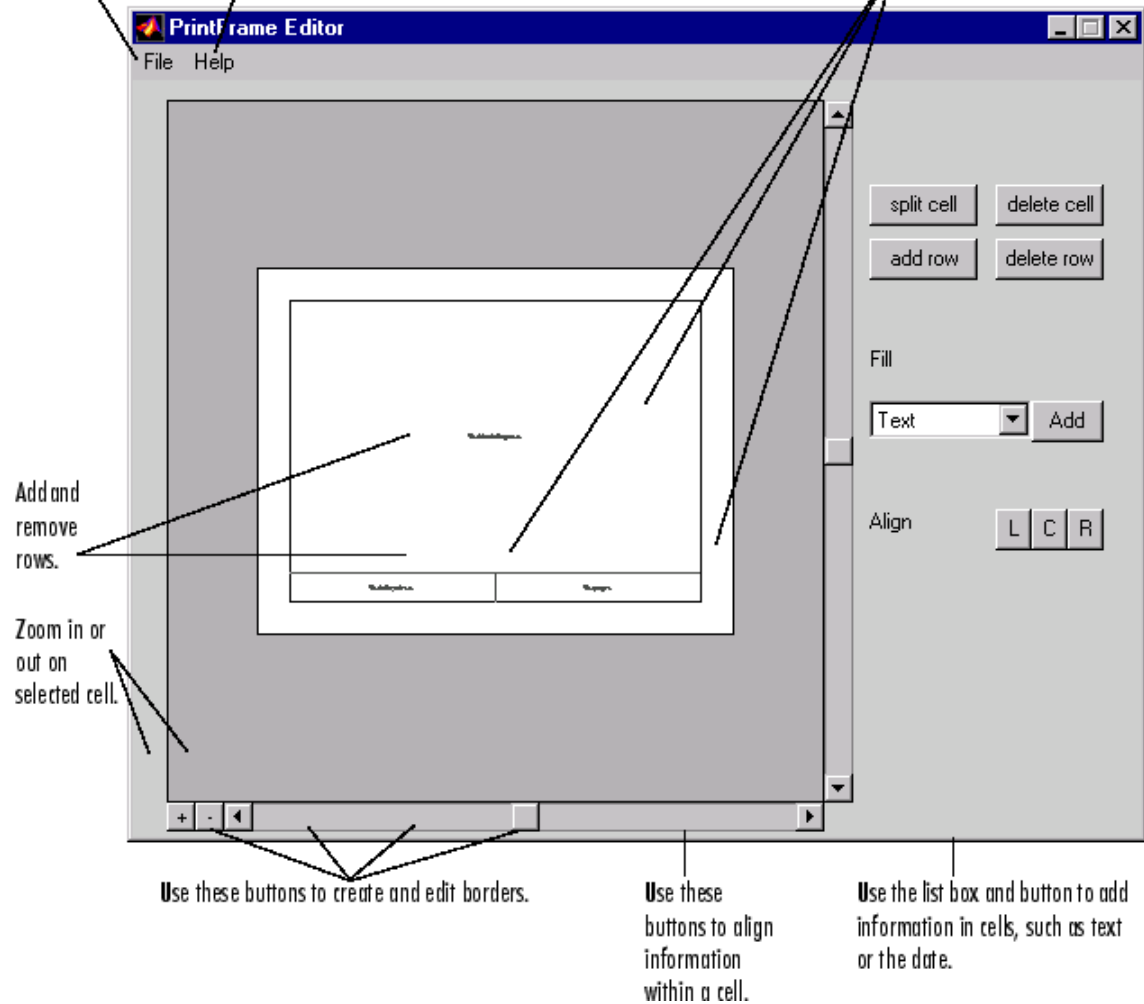 PrintFrame Editor
File Help
split cell delete cell
add row delete row
Fill
Text Add
Align L C R
Add and
remove
rows.
Zoom in or
out on
selected cell.
+ -
Use these buttons to create and edit borders.
Use these
buttons to align
information
within a cell.
Use the list box and button to add
information in cells, such as text
or the date.